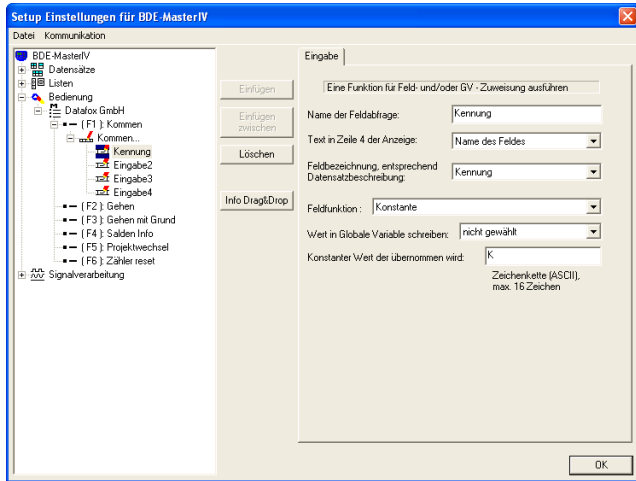 Setup Einstellungen für BDE-MasterIV
Datei Kommunikation
BDE-MasterIV
Datensätze
Listen
Bedienung
Datafox GmbH
( F1 ): Kommen
Kommen...
Kennung
Eingabe2
Eingabe3
Eingabe4
( F2 ): Gehen
( F3 ): Gehen mit Grund
( F4 ): Salden Info
( F5 ): Projektwechsel
( F6 ): Zähler reset
Signalverarbeitung
Einfügen
Einfügen
zwischen
Löschen
Info Drag&Drop
Eingabe
Eine Funktion für Feld- und/oder GV - Zuweisung ausführen
Name der Feldabfrage: Kennung
Text in Zeile 4 der Anzeige: Name des Feldes
Feldbezeichnung, entsprechend
Datensatzbeschreibung: Kennung
Feldfunktion : Konstante
Wert in Globale Variable schreiben: nicht gewählt
Konstanter Wert der übernommen wird: K
Zeichenkette (ASCII),
max. 16 Zeichen
OK